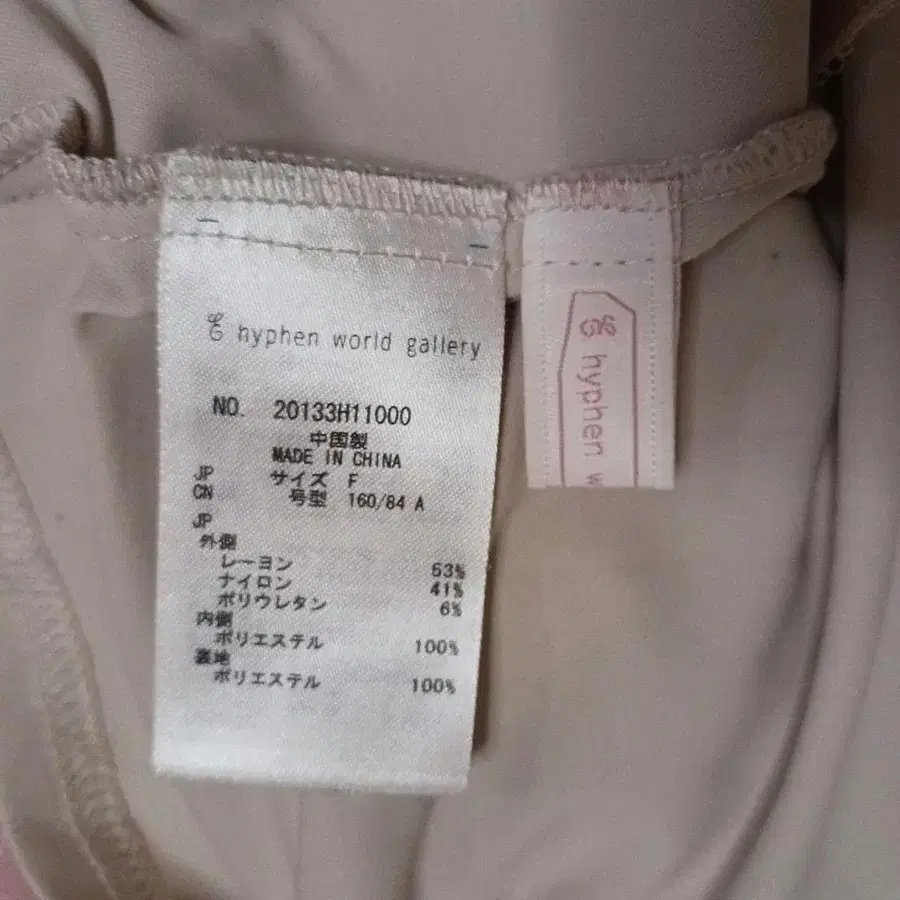 hyphen world gallery
NO. 20133H11000
中国製
MADE IN CHINA
JP サイズ F
CN 号型 160/84 A
JP
外側
レーヨン 53%
ナイロン 41%
ポリウレタン 6%
内側
ポリエステル 100%
裏地
ポリエステル 100%
hyphen w